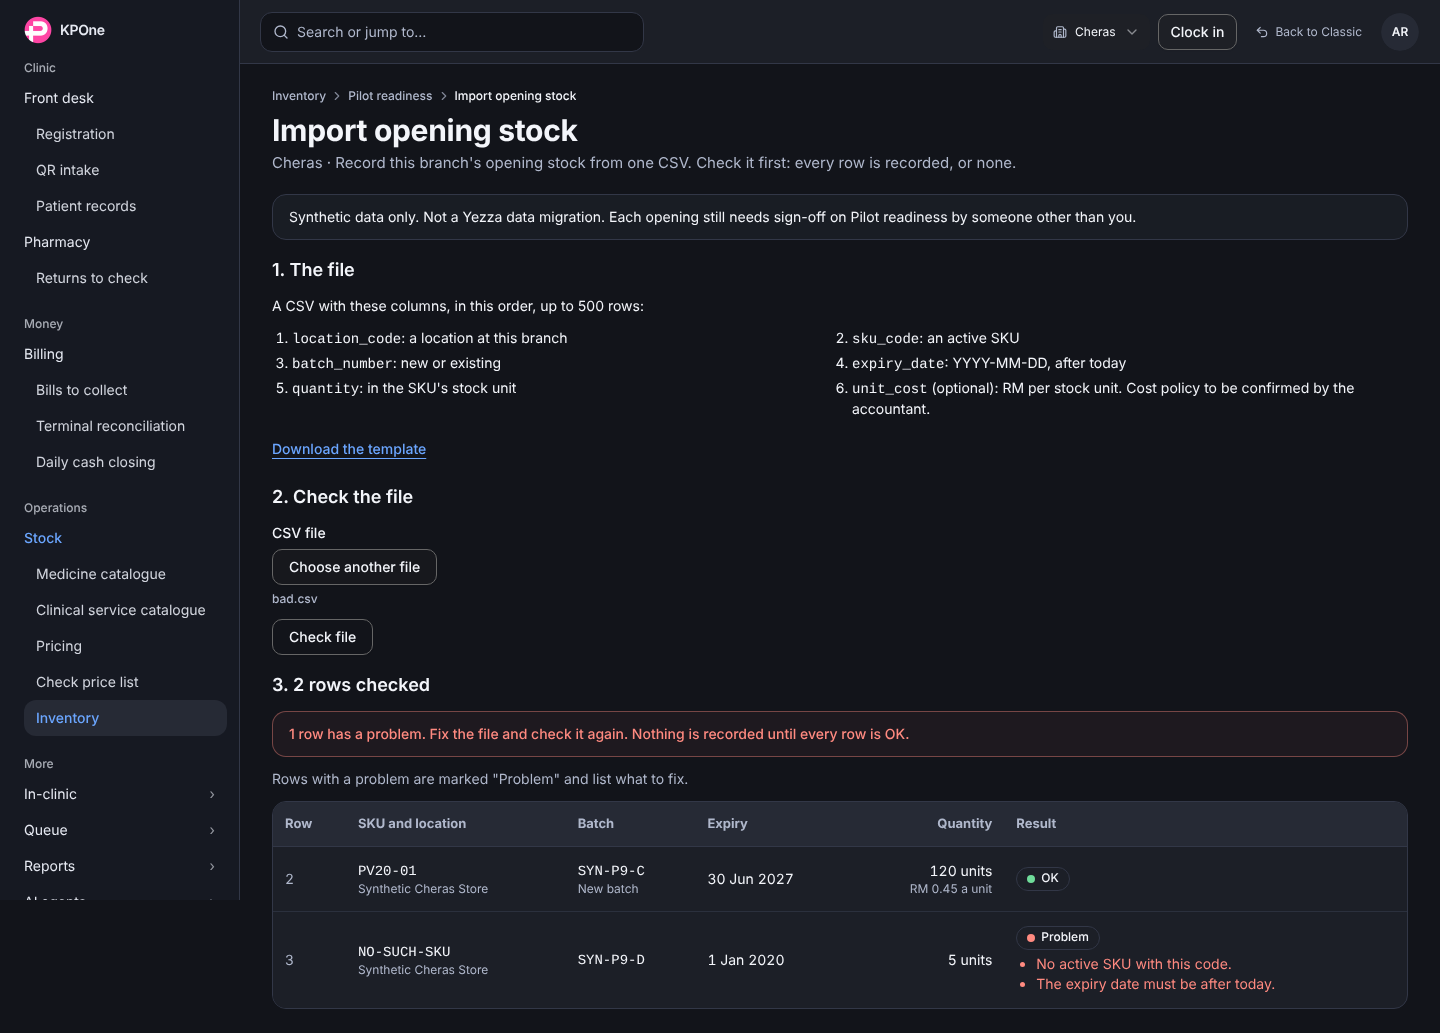 KPOne
Search or jump to...
Cheras
Clock in
Back to Classic
AR
Clinic
Front desk
Registration
QR intake
Patient records
Pharmacy
Returns to check
Money
Billing
Bills to collect
Terminal reconciliation
Daily cash closing
Operations
Stock
Medicine catalogue
Clinical service catalogue
Pricing
Check price list
Inventory
More
In-clinic
Queue
Reports
Inventory > Pilot readiness > Import opening stock
Import opening stock
Cheras · Record this branch's opening stock from one CSV. Check it first: every row is recorded, or none.
Synthetic data only. Not a Yezza data migration. Each opening still needs sign-off on Pilot readiness by someone other than you.
1. The file
A CSV with these columns, in this order, up to 500 rows:
1. location_code: a location at this branch
2. sku_code: an active SKU
3. batch_number: new or existing
4. expiry_date: YYYY-MM-DD, after today
5. quantity: in the SKU's stock unit
6. unit_cost (optional): RM per stock unit. Cost policy to be confirmed by the
accountant.
Download the template
2. Check the file
CSV file
Choose another file
bad.csv
Check file
3. 2 rows checked
1 row has a problem. Fix the file and check it again. Nothing is recorded until every row is OK.
Rows with a problem are marked "Problem" and list what to fix.
Row SKU and location Batch Expiry Quantity Result
2 PV20-01 SYN-P9-C 30 Jun 2027 120 units OK
Synthetic Cheras Store New batch RM 0.45 a unit
3 NO-SUCH-SKU SYN-P9-D 1 Jan 2020 5 units Problem
Synthetic Cheras Store
• No active SKU with this code.
• The expiry date must be after today.